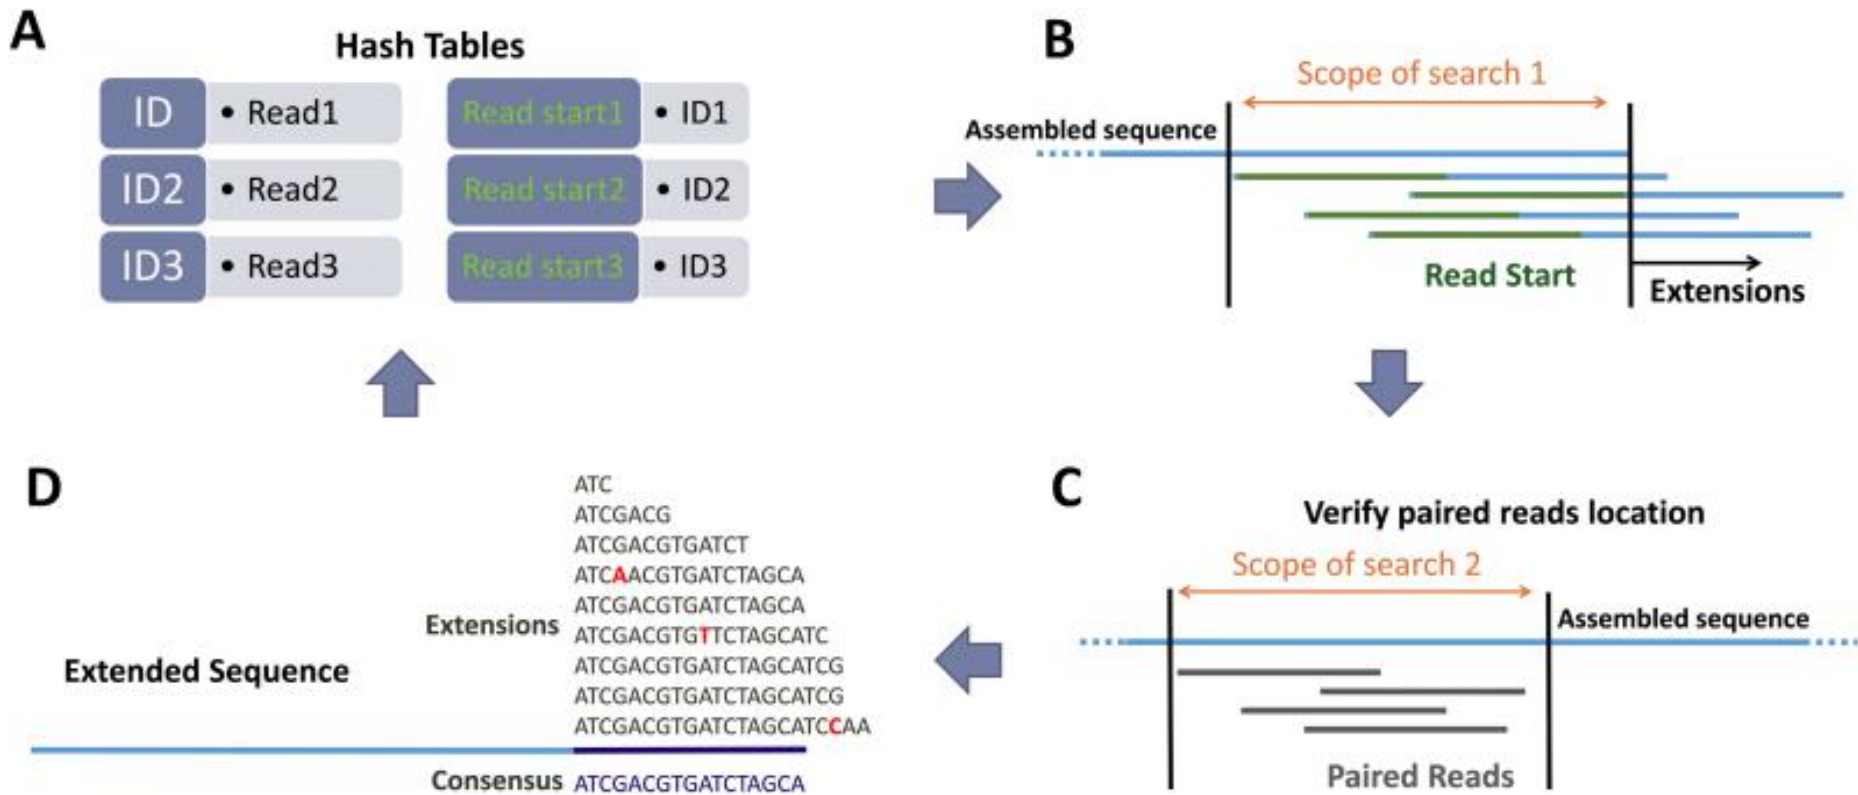 A
Hash Tables
ID • Read1 Read start1 • ID1
ID2 • Read2 Read start2 • ID2
ID3 • Read3 Read start3 • ID3
B
Scope of search 1
Assembled sequence
Read Start
Extensions
C
Verify paired reads location
Scope of search 2
Assembled sequence
Paired Reads
D
ATC
ATCGACG
ATCGACGTGATCT
ATCAACGTGATCTAGCA
ATCGACGTGATCTAGCA
Extensions
ATCGACGTGTTCTAGCATC
Extended Sequence
ATCGACGTGATCTAGCATCG
ATCGACGTGATCTAGCATCG
ATCGACGTGATCTAGCATCCAA
Consensus ATCGACGTGATCTAGCA